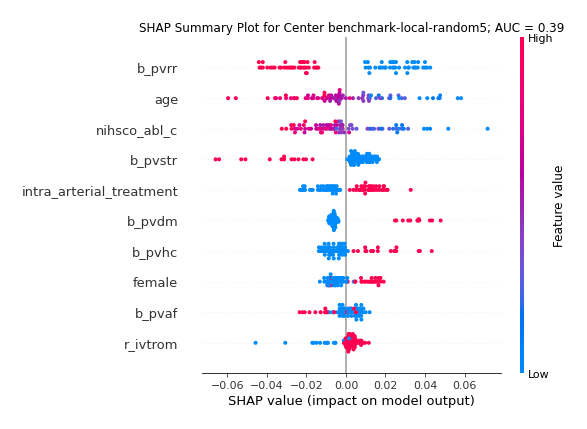 SHAP Summary Plot for Center benchmark-local-random5; AUC = 0.39
High
b_pvrr
age
nihsco_abl_c
b_pvstr
intra_arterial_treatment
b_pvdm
b_pvhc
female
b_pvaf
r_ivtrom
Feature value
Low
−0.06 −0.04 −0.02 0.00 0.02 0.04 0.06
SHAP value (impact on model output)